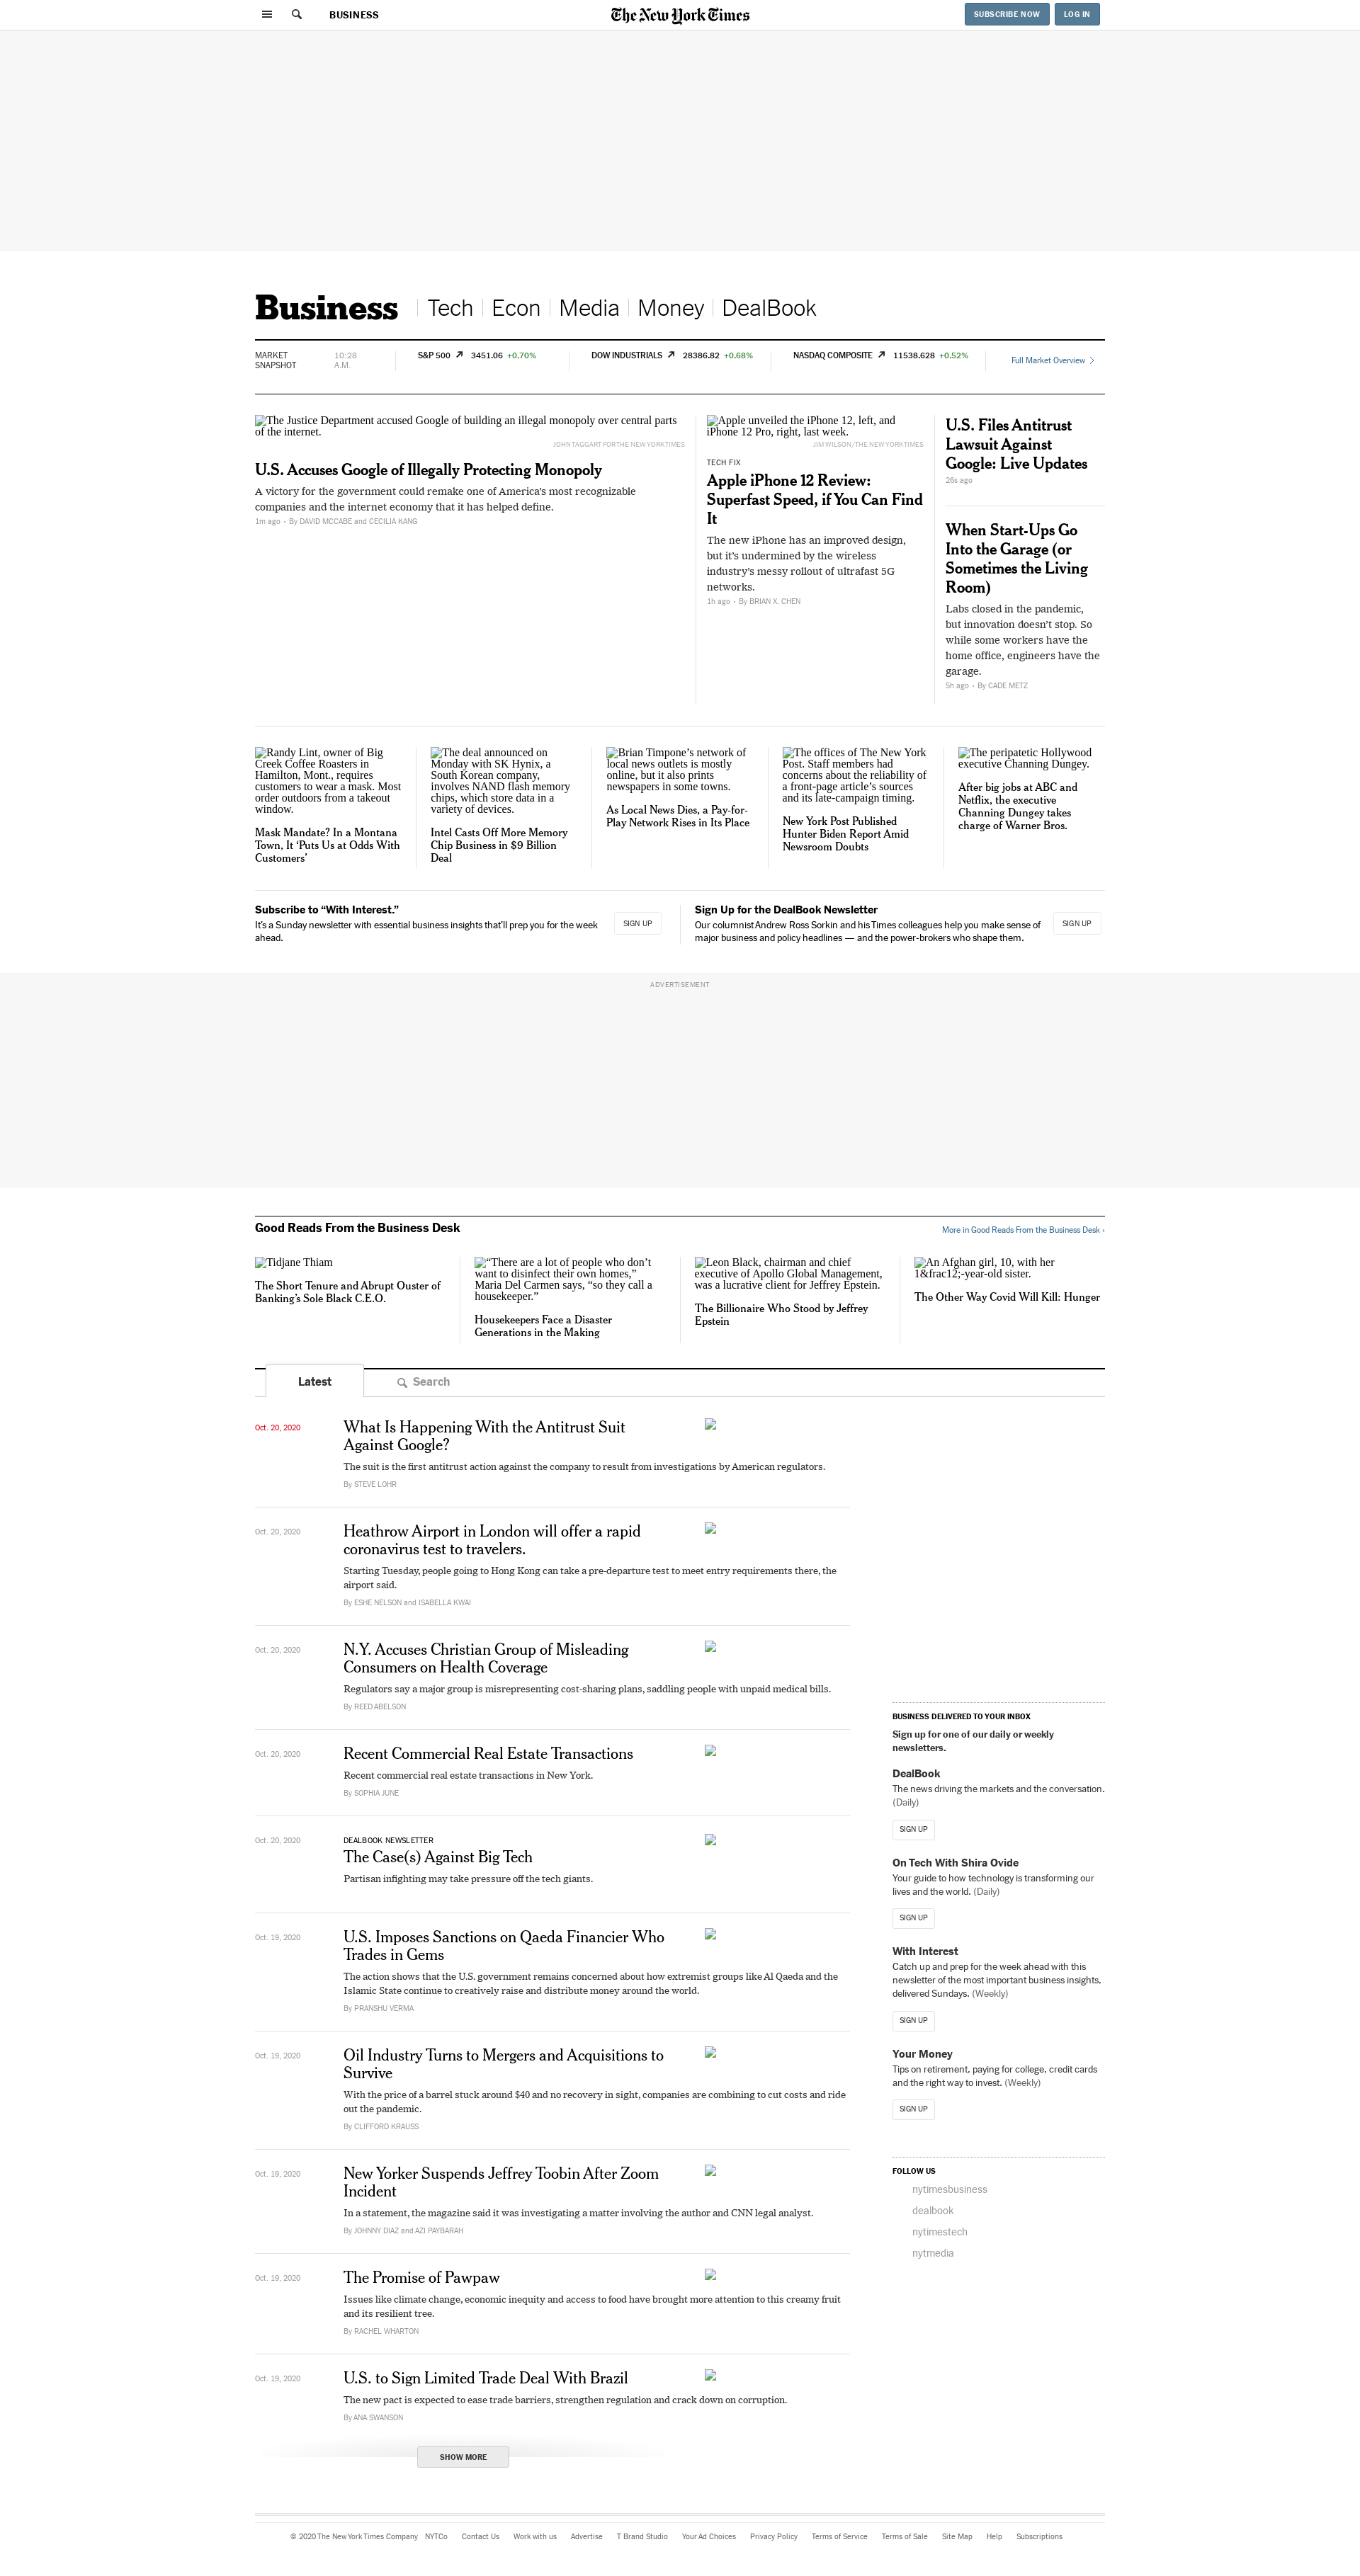 BUSINESS
The New York Times
SUBSCRIBE NOW
LOG IN
Business
Tech
Econ
Media
Money
DealBook
MARKET
SNAPSHOT
10:28
A.M.
S&P 500 3451.06 +0.70%
DOW INDUSTRIALS 28386.82 +0.68%
NASDAQ COMPOSITE 11538.628 +0.52%
Full Market Overview
The Justice Department accused Google of building an illegal monopoly over central parts
of the internet.
JOHN TAGGART FOR THE NEW YORK TIMES
U.S. Accuses Google of Illegally Protecting Monopoly
A victory for the government could remake one of America’s most recognizable
companies and the internet economy that it has helped define.
1m ago • By DAVID MCCABE and CECILIA KANG
Apple unveiled the iPhone 12, left, and
iPhone 12 Pro, right, last week.
JIM WILSON/THE NEW YORK TIMES
TECH FIX
Apple iPhone 12 Review:
Superfast Speed, if You Can Find
It
The new iPhone has an improved design,
but it’s undermined by the wireless
industry’s messy rollout of ultrafast 5G
networks.
1h ago • By BRIAN X. CHEN
U.S. Files Antitrust
Lawsuit Against
Google: Live Updates
26s ago
When Start-Ups Go
Into the Garage (or
Sometimes the Living
Room)
Labs closed in the pandemic,
but innovation doesn’t stop. So
while some workers have the
home office, engineers have the
garage.
5h ago • By CADE METZ
Randy Lint, owner of Big
Creek Coffee Roasters in
Hamilton, Mont., requires
customers to wear a mask. Most
order outdoors from a takeout
window.
Mask Mandate? In a Montana
Town, It ‘Puts Us at Odds With
Customers’
The deal announced on
Monday with SK Hynix, a
South Korean company,
involves NAND flash memory
chips, which store data in a
variety of devices.
Intel Casts Off More Memory
Chip Business in $9 Billion
Deal
Brian Timpone’s network of
local news outlets is mostly
online, but it also prints
newspapers in some towns.
As Local News Dies, a Pay-for-
Play Network Rises in Its Place
The offices of The New York
Post. Staff members had
concerns about the reliability of
a front-page article’s sources
and its late-campaign timing.
New York Post Published
Hunter Biden Report Amid
Newsroom Doubts
The peripatetic Hollywood
executive Channing Dungey.
After big jobs at ABC and
Netflix, the executive
Channing Dungey takes
charge of Warner Bros.
Subscribe to “With Interest.”
It’s a Sunday newsletter with essential business insights that’ll prep you for the week
ahead.
SIGN UP
Sign Up for the DealBook Newsletter
Our columnist Andrew Ross Sorkin and his Times colleagues help you make sense of
major business and policy headlines — and the power-brokers who shape them.
SIGN UP
ADVERTISEMENT
Good Reads From the Business Desk
More in Good Reads From the Business Desk ›
Tidjane Thiam
The Short Tenure and Abrupt Ouster of
Banking’s Sole Black C.E.O.
“There are a lot of people who don’t
want to disinfect their own homes,”
Maria Del Carmen says, “so they call a
housekeeper.”
Housekeepers Face a Disaster
Generations in the Making
Leon Black, chairman and chief
executive of Apollo Global Management,
was a lucrative client for Jeffrey Epstein.
The Billionaire Who Stood by Jeffrey
Epstein
An Afghan girl, 10, with her
1&frac12;-year-old sister.
The Other Way Covid Will Kill: Hunger
Latest
Search
Oct. 20, 2020
What Is Happening With the Antitrust Suit
Against Google?
The suit is the first antitrust action against the company to result from investigations by American regulators.
By STEVE LOHR
Oct. 20, 2020
Heathrow Airport in London will offer a rapid
coronavirus test to travelers.
Starting Tuesday, people going to Hong Kong can take a pre-departure test to meet entry requirements there, the
airport said.
By ESHE NELSON and ISABELLA KWAI
Oct. 20, 2020
N.Y. Accuses Christian Group of Misleading
Consumers on Health Coverage
Regulators say a major group is misrepresenting cost-sharing plans, saddling people with unpaid medical bills.
By REED ABELSON
Oct. 20, 2020
Recent Commercial Real Estate Transactions
Recent commercial real estate transactions in New York.
By SOPHIA JUNE
Oct. 20, 2020
DEALBOOK NEWSLETTER
The Case(s) Against Big Tech
Partisan infighting may take pressure off the tech giants.
Oct. 19, 2020
U.S. Imposes Sanctions on Qaeda Financier Who
Trades in Gems
The action shows that the U.S. government remains concerned about how extremist groups like Al Qaeda and the
Islamic State continue to creatively raise and distribute money around the world.
By PRANSHU VERMA
Oct. 19, 2020
Oil Industry Turns to Mergers and Acquisitions to
Survive
With the price of a barrel stuck around $40 and no recovery in sight, companies are combining to cut costs and ride
out the pandemic.
By CLIFFORD KRAUSS
Oct. 19, 2020
New Yorker Suspends Jeffrey Toobin After Zoom
Incident
In a statement, the magazine said it was investigating a matter involving the author and CNN legal analyst.
By JOHNNY DIAZ and AZI PAYBARAH
Oct. 19, 2020
The Promise of Pawpaw
Issues like climate change, economic inequity and access to food have brought more attention to this creamy fruit
and its resilient tree.
By RACHEL WHARTON
Oct. 19, 2020
U.S. to Sign Limited Trade Deal With Brazil
The new pact is expected to ease trade barriers, strengthen regulation and crack down on corruption.
By ANA SWANSON
SHOW MORE
BUSINESS DELIVERED TO YOUR INBOX
Sign up for one of our daily or weekly
newsletters.
DealBook
The news driving the markets and the conversation.
(Daily)
SIGN UP
On Tech With Shira Ovide
Your guide to how technology is transforming our
lives and the world. (Daily)
SIGN UP
With Interest
Catch up and prep for the week ahead with this
newsletter of the most important business insights,
delivered Sundays. (Weekly)
SIGN UP
Your Money
Tips on retirement, paying for college, credit cards
and the right way to invest. (Weekly)
SIGN UP
FOLLOW US
nytimesbusiness
dealbook
nytimestech
nytmedia
© 2020 The New York Times Company NYTCo Contact Us Work with us Advertise T Brand Studio Your Ad Choices Privacy Policy Terms of Service Terms of Sale Site Map Help Subscriptions